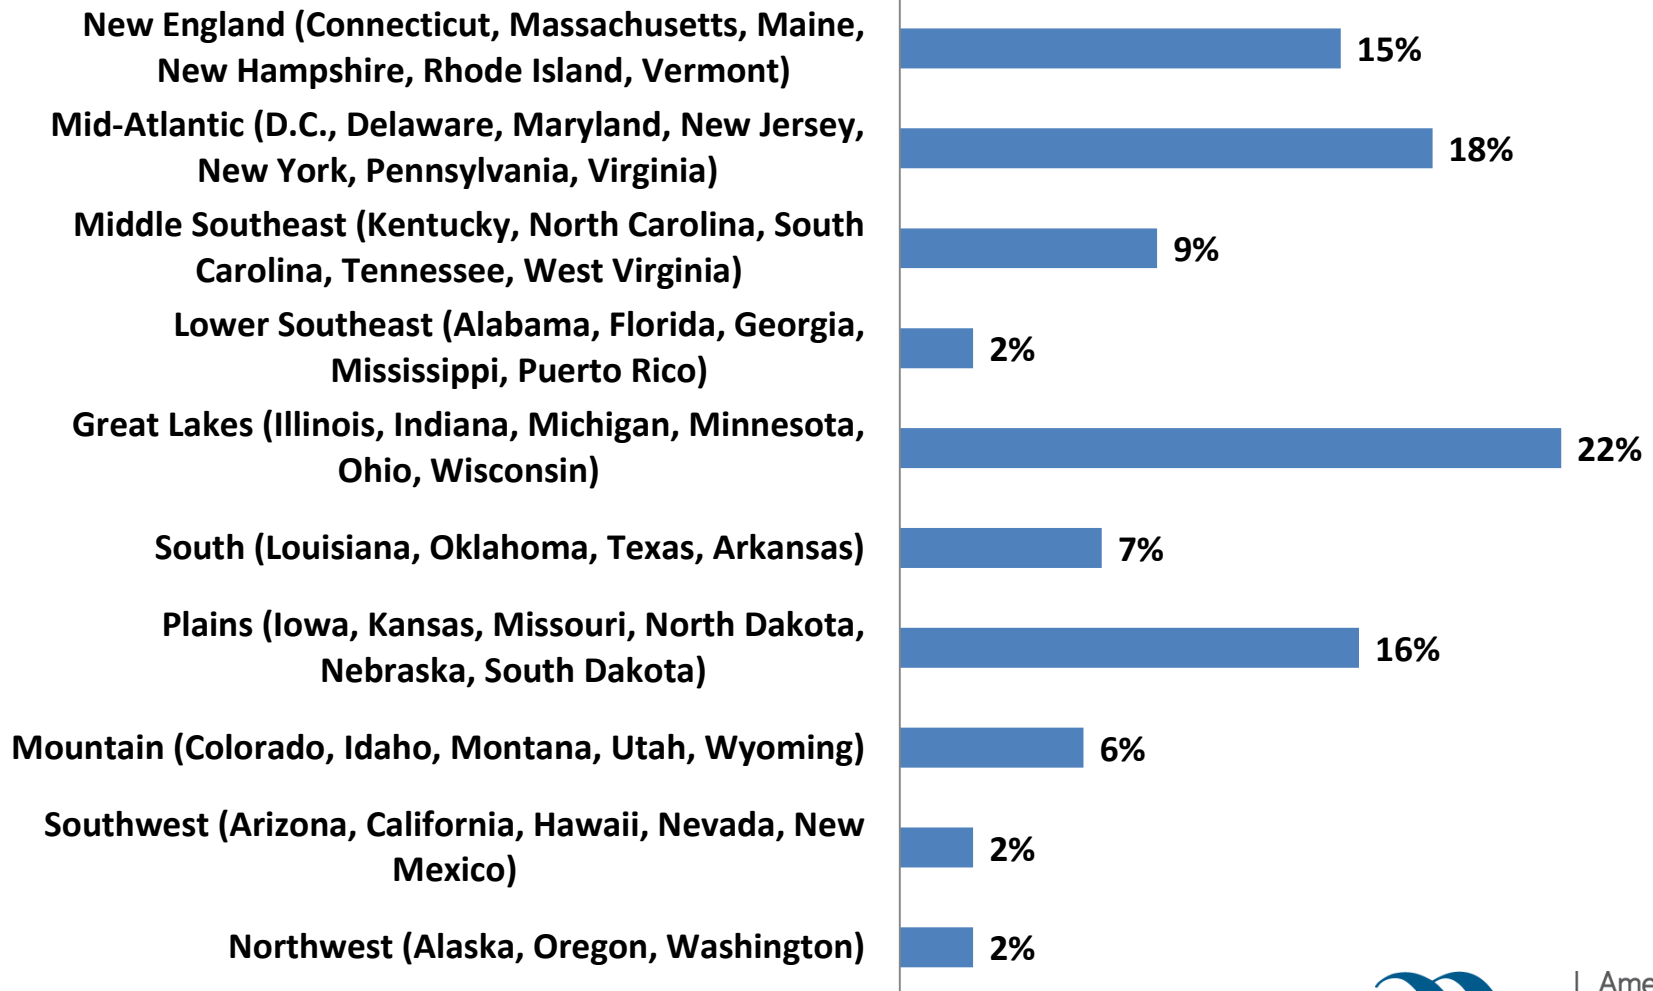 New England (Connecticut, Massachusetts, Maine,
New Hampshire, Rhode Island, Vermont)
15%
Mid-Atlantic (D.C., Delaware, Maryland, New Jersey,
New York, Pennsylvania, Virginia)
18%
Middle Southeast (Kentucky, North Carolina, South
Carolina, Tennessee, West Virginia)
9%
Lower Southeast (Alabama, Florida, Georgia,
Mississippi, Puerto Rico)
2%
Great Lakes (Illinois, Indiana, Michigan, Minnesota,
Ohio, Wisconsin)
22%
South (Louisiana, Oklahoma, Texas, Arkansas)
7%
Plains (Iowa, Kansas, Missouri, North Dakota,
Nebraska, South Dakota)
16%
Mountain (Colorado, Idaho, Montana, Utah, Wyoming)
6%
Southwest (Arizona, California, Hawaii, Nevada, New
Mexico)
2%
Northwest (Alaska, Oregon, Washington)
2%